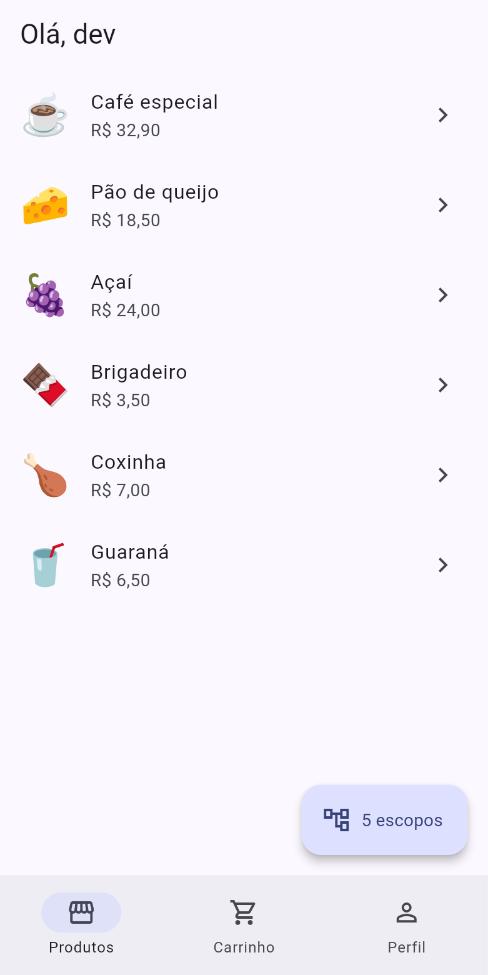 Olá, dev
Café especial
R$ 32,90
Pão de queijo
R$ 18,50
Açaí
R$ 24,00
Brigadeiro
R$ 3,50
Coxinha
R$ 7,00
Guaraná
R$ 6,50
5 escopos
Produtos
Carrinho
Perfil